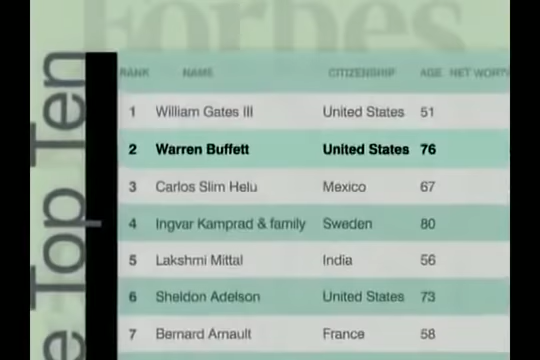 Forbes
e Top Ten
RANK NAME CITIZENSHIP AGE NET WORTH
1 William Gates III United States 51
2 Warren Buffett United States 76
3 Carlos Slim Helu Mexico 67
4 Ingvar Kamprad & family Sweden 80
5 Lakshmi Mittal India 56
6 Sheldon Adelson United States 73
7 Bernard Arnault France 58